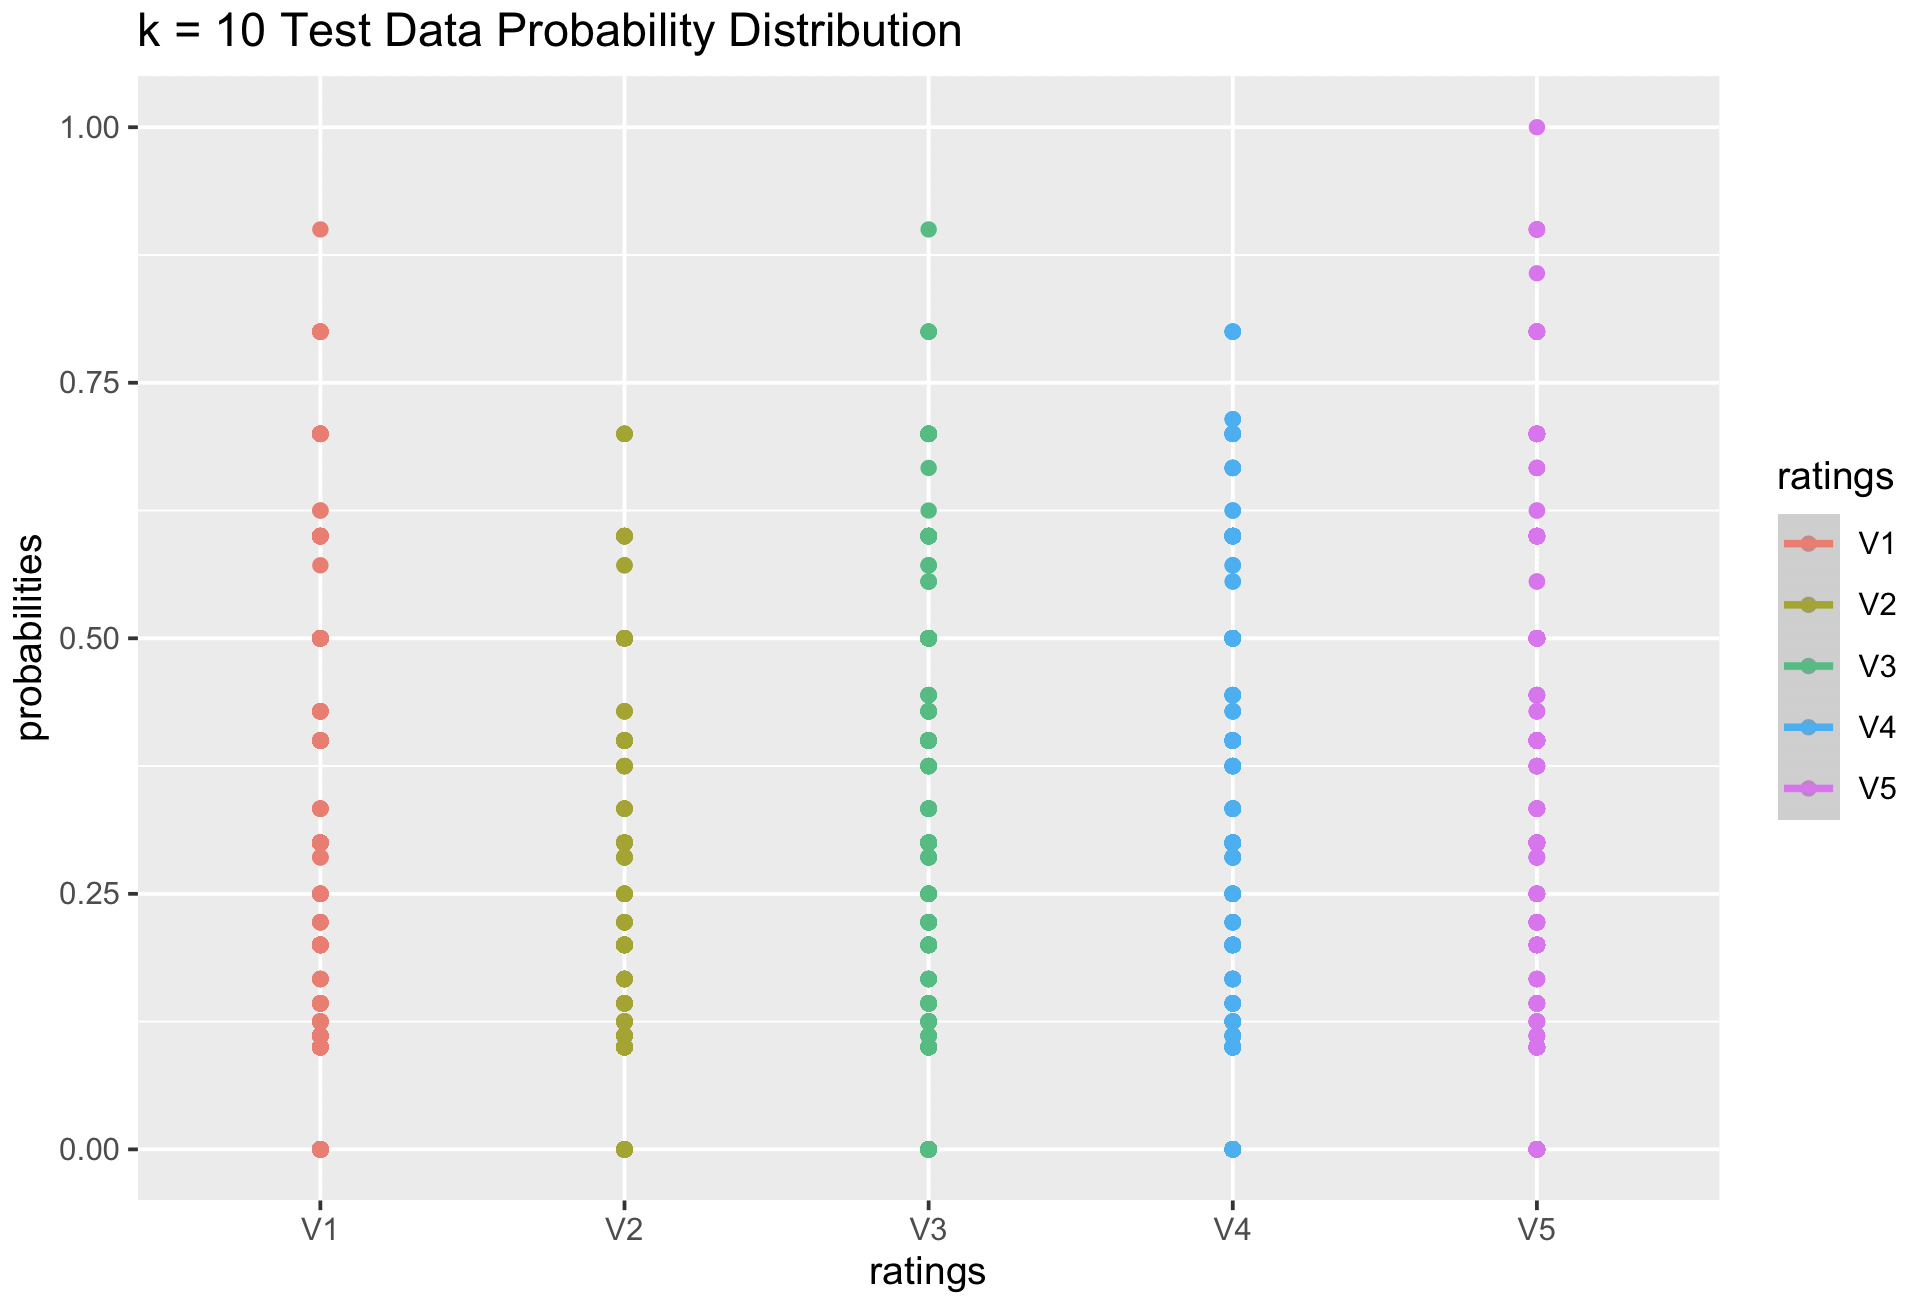 k = 10 Test Data Probability Distribution
1.00
0.75
0.50
0.25
0.00
probabilities
V1
V2
V3
V4
V5
ratings
ratings
V1
V2
V3
V4
V5